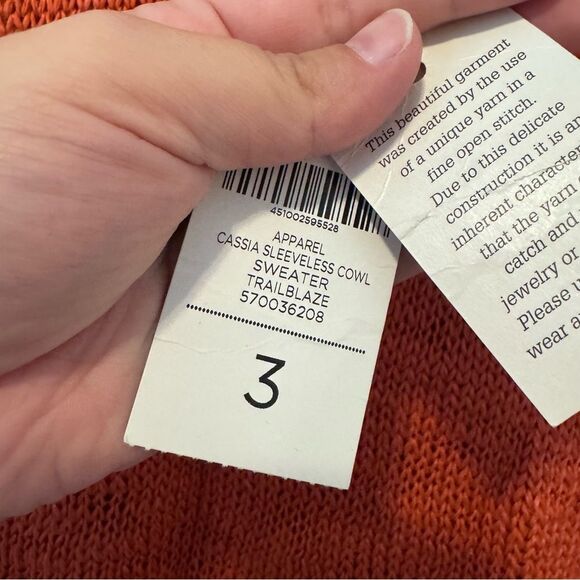 451002595528
APPAREL
CASSIA SLEEVELESS COWL
SWEATER
TRAILBLAZE
570036208
3
This beautiful garment
was created by the use
of a unique yarn in a
fine open stitch.
Due to this delicate
construction it is an
inherent
that the yarn
catch and
jewelry or
Please
wear